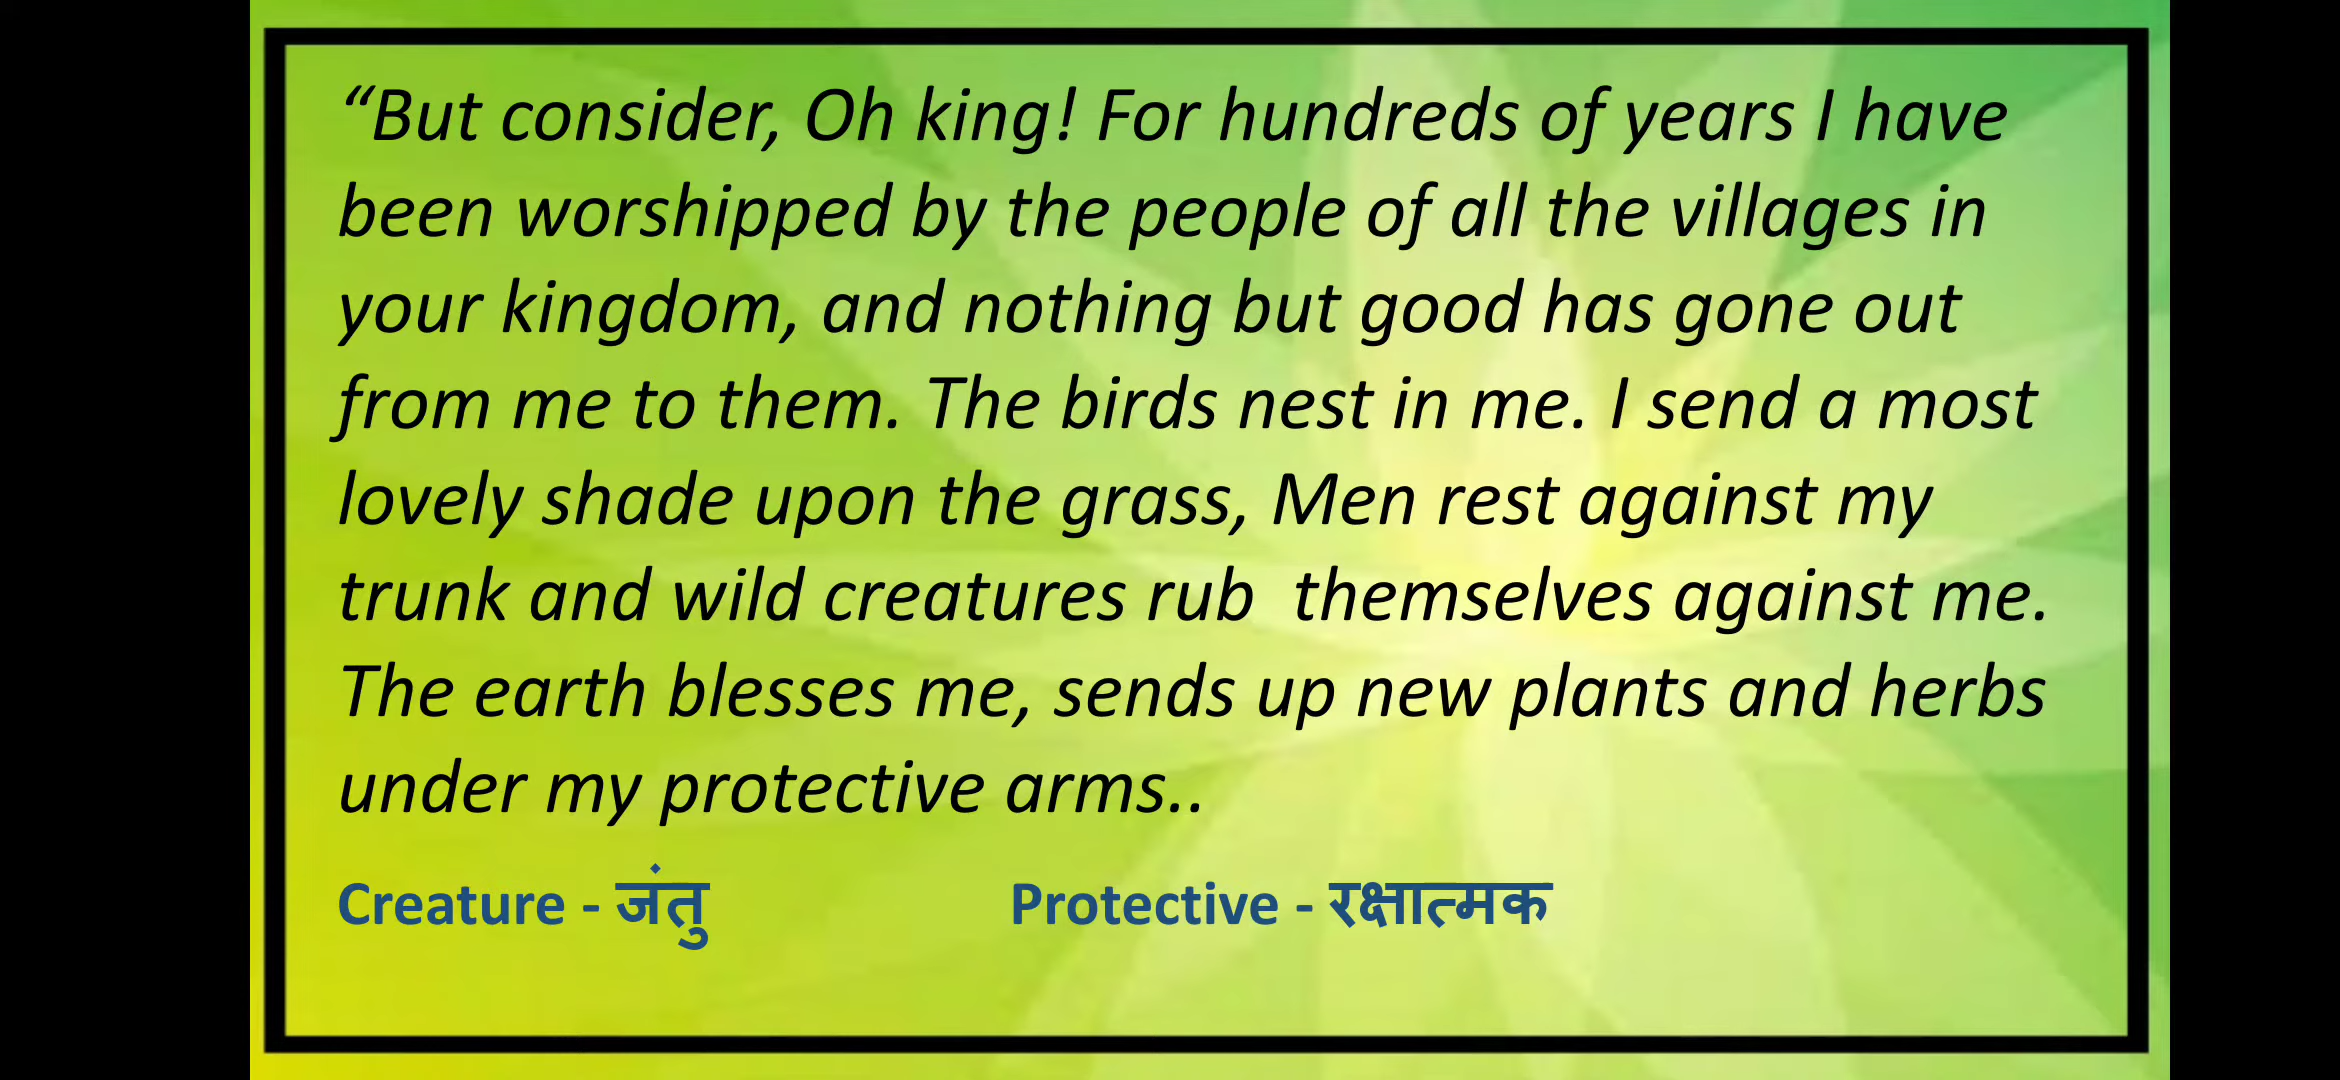 “But consider, Oh king! For hundreds of years I have
been worshipped by the people of all the villages in
your kingdom, and nothing but good has gone out
from me to them. The birds nest in me. I send a most
lovely shade upon the grass, Men rest against my
trunk and wild creatures rub  themselves against me.
The earth blesses me, sends up new plants and herbs
under my protective arms..
Creature - जंतु Protective - रक्षात्मक